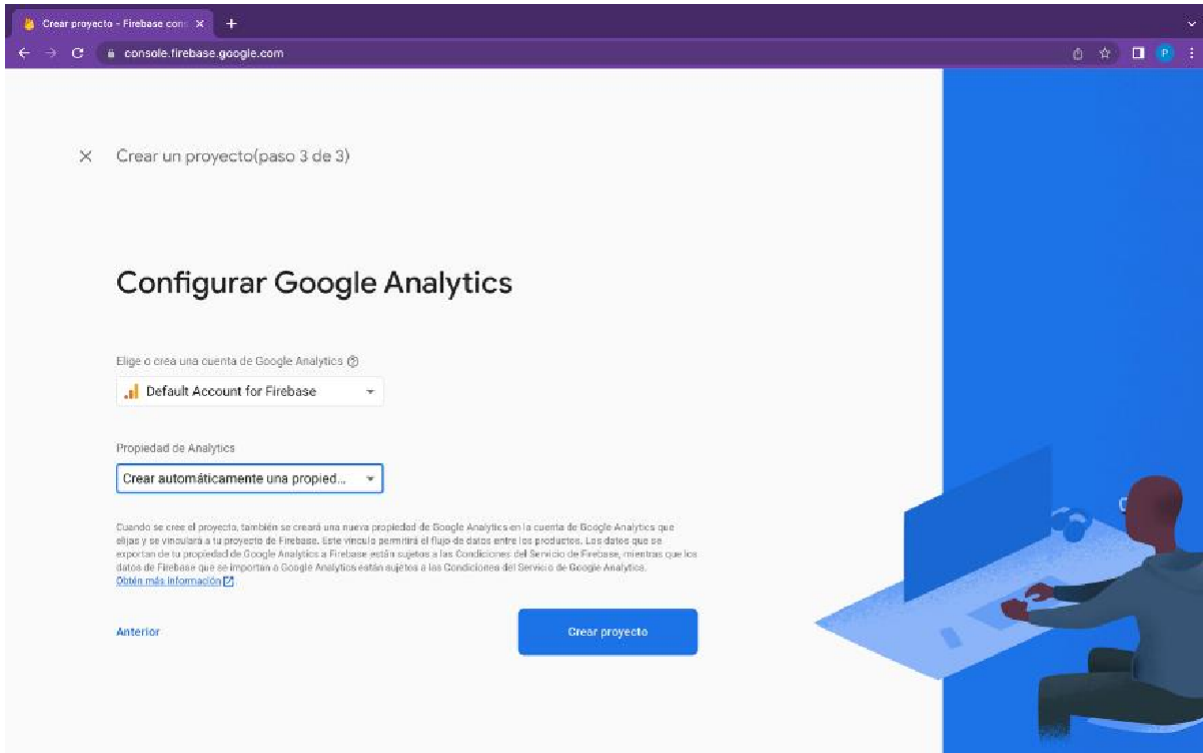 Crear proyecto - Firebase con
console.firebase.google.com
P
Crear un proyecto(paso 3 de 3)
Configurar Google Analytics
Elige o crea una cuenta de Google Analytics
Default Account for Firebase
Propiedad de Analytics
Crear automáticamente una propied...
Cuando se cree el proyecto, también se creará una nueva propiedad de Google Analytics en la cuenta de Google Analytics que
elijas y se vinculará a tu proyecto de Firebase. Este vínculo permitirá el flujo de datos entre los productos. Los datos que se
exportan de tu propiedad de Google Analytics a Firebase están sujetos a las Condiciones del Servicio de Firebase, mientras que los
datos de Firebase que se importan a Google Analytics están sujetos a las Condiciones del Servicio de Google Analytics.
Obtén más información
Anterior
Crear proyecto